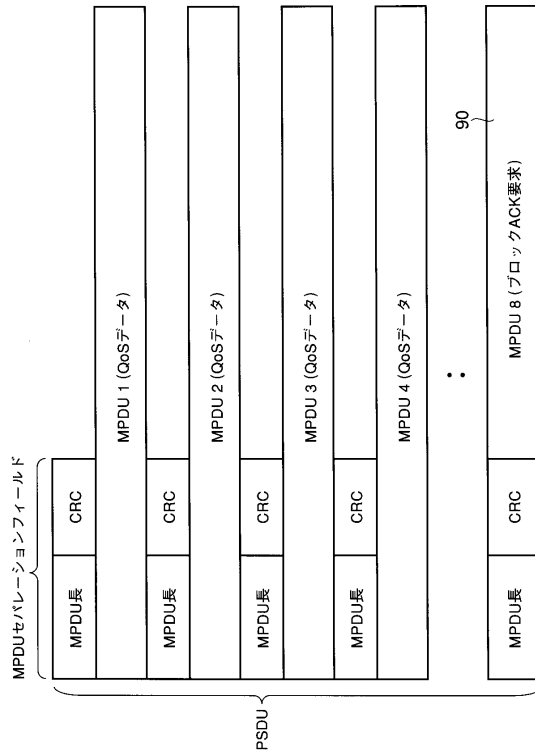 MPDUセパレーションフィールド
MPDU長 CRC
MPDU 1 (QoSデータ)
MPDU長 CRC
MPDU 2 (QoSデータ)
MPDU長 CRC
MPDU 3 (QoSデータ)
MPDU長 CRC
MPDU 4 (QoSデータ)
:
90
MPDU長 CRC MPDU 8 (ブロックACK要求)
PSDU